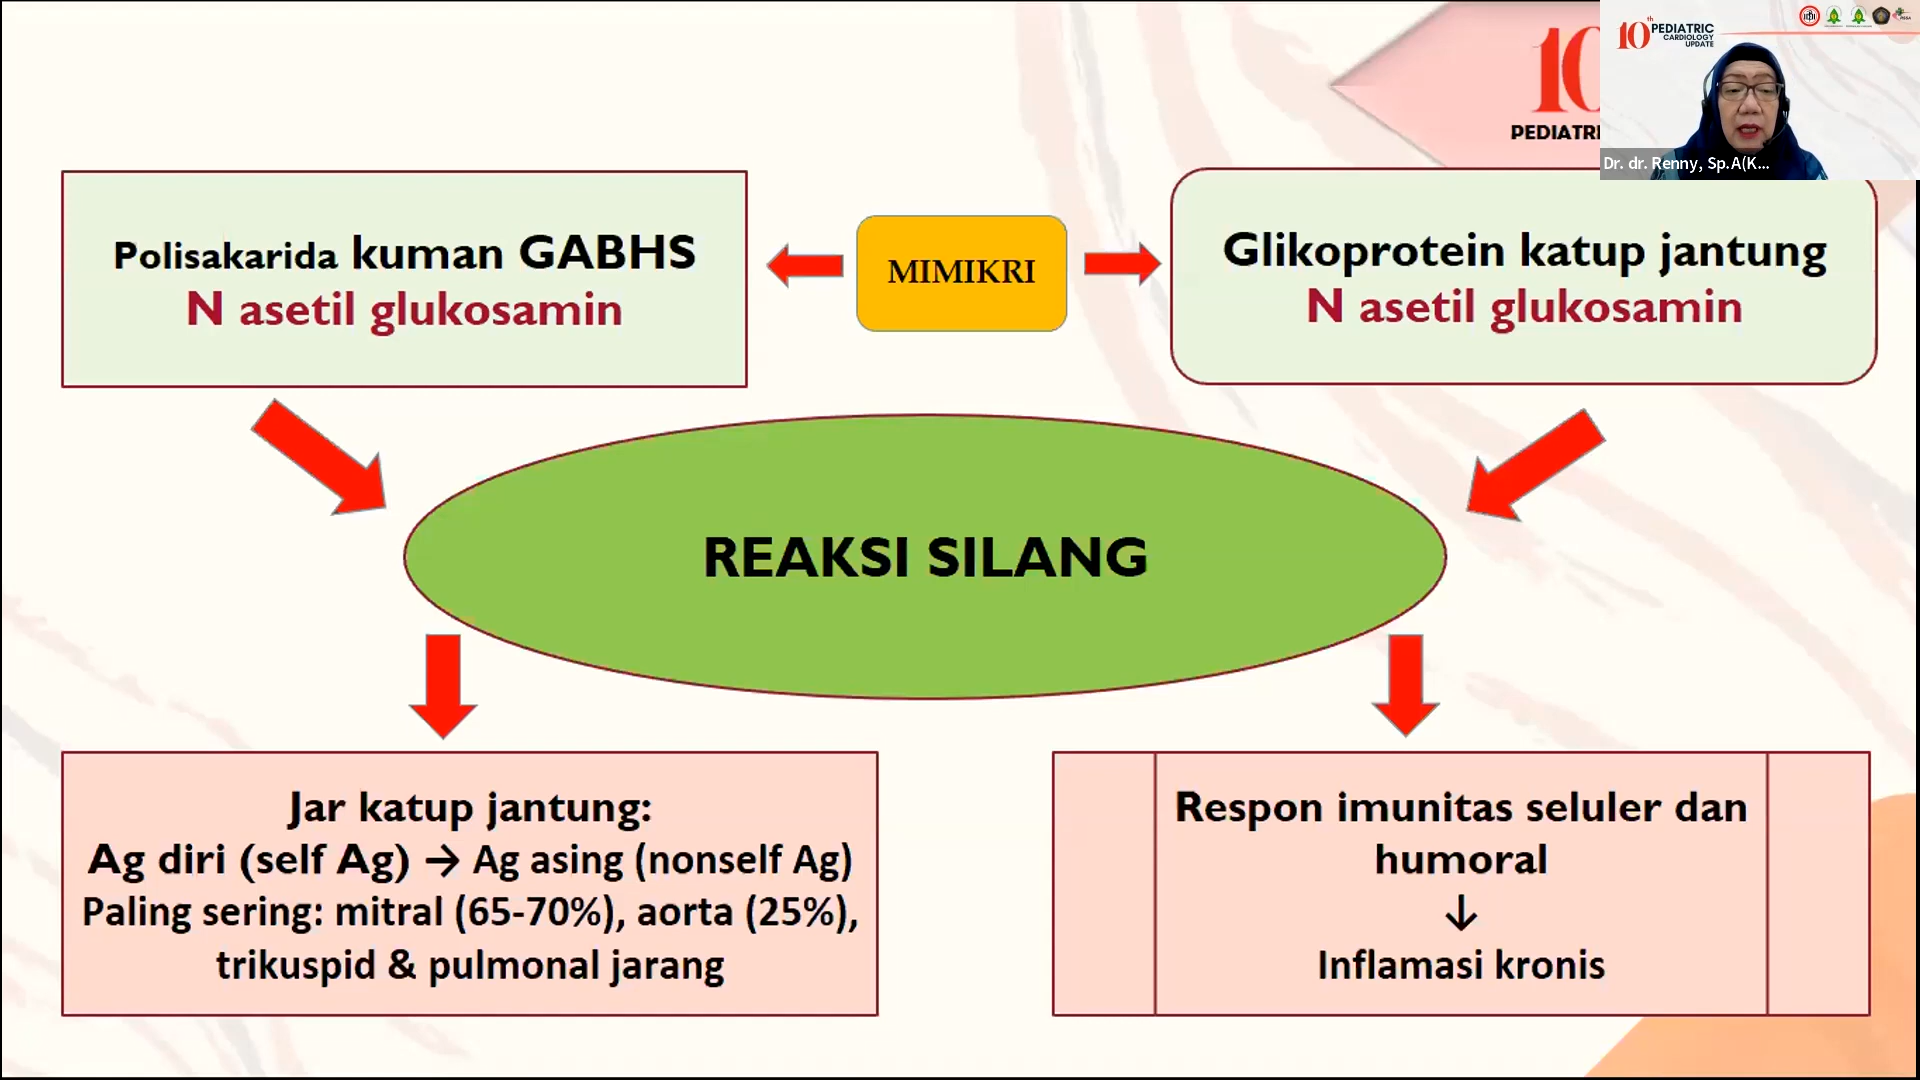 10
PEDIATRI
10th PEDIATRIC
CARDIOLOGY
UPDATE
Dr. dr. Renny, Sp.A(K...
Polisakarida kuman GABHS
N asetil glukosamin
MIMIKRI
Glikoprotein katup jantung
N asetil glukosamin
REAKSI SILANG
Jar katup jantung:
Ag diri (self Ag) → Ag asing (nonself Ag)
Paling sering: mitral (65-70%), aorta (25%),
trikuspid & pulmonal jarang
Respon imunitas seluler dan
humoral
↓
Inflamasi kronis